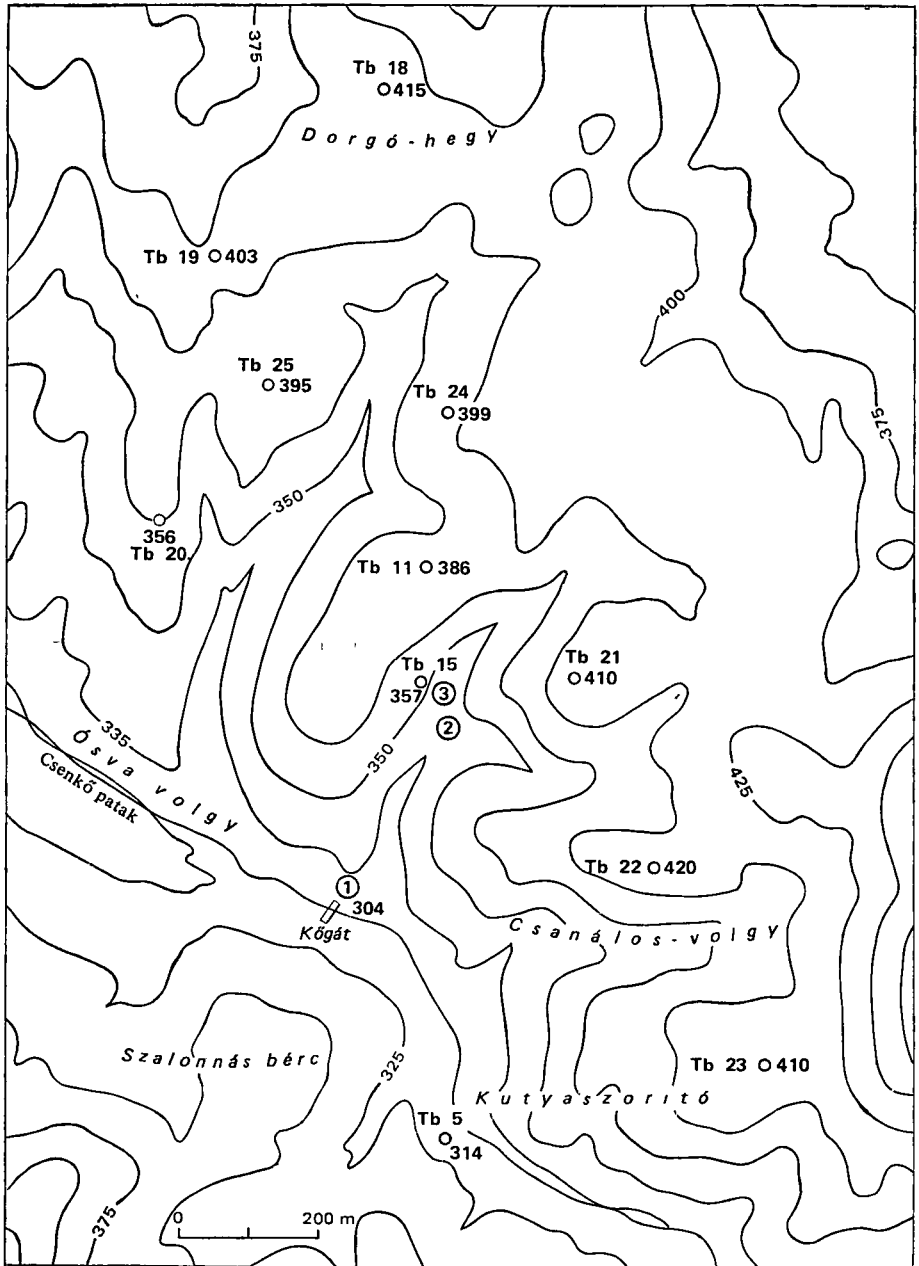 375
Tb 18
415
Dorgó-hegy
Tb 19 403
400
Tb 25
395
Tb 24
399
375
350
356
Tb 20.
Tb 11 386
Tb 15
357
Tb 21
410
3
2
350
335
Ósva volgy
Csenkő patak
425
Tb 22 420
1
304
Kőgát
Csanálos-volgy
Szalonnás bérc
325
Tb 23 410
Kutyaszorító
Tb 5
314
375
0 200 m